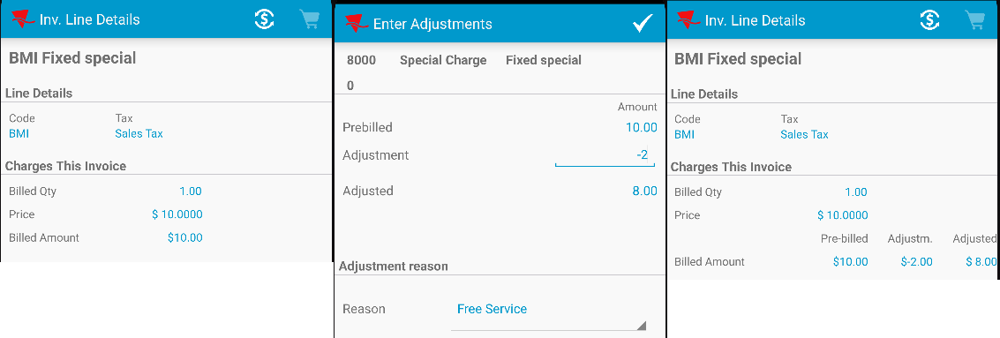 Inv. Line Details
BMI Fixed special
Line Details
Code Tax
BMI Sales Tax
Charges This Invoice
Billed Qty 1.00
Price $ 10.0000
Billed Amount $10.00
Enter Adjustments
8000 Special Charge Fixed special
0
Amount
Prebilled 10.00
Adjustment -2
Adjusted 8.00
Adjustment reason
Reason Free Service
Inv. Line Details
BMI Fixed special
Line Details
Code Tax
BMI Sales Tax
Charges This Invoice
Billed Qty 1.00
Price $ 10.0000
Pre-billed Adjustm. Adjusted
Billed Amount $10.00 $-2.00 $ 8.00